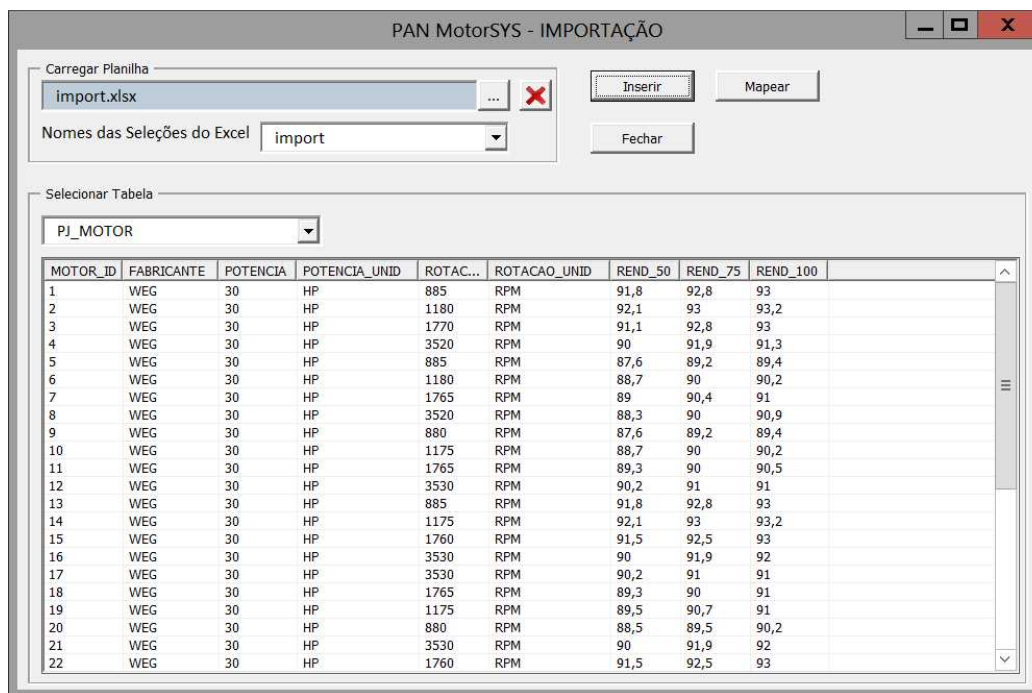 PAN MotorSYS - IMPORTAÇÃO
Carregar Planilha
import.xlsx ...
Inserir Mapear
Nomes das Seleções do Excel import
Fechar
Selecionar Tabela
PJ_MOTOR
MOTOR_ID FABRICANTE POTENCIA POTENCIA_UNID ROTAC... ROTACAO_UNID REND_50 REND_75 REND_100
1 WEG 30 HP 885 RPM 91,8 92,8 93
2 WEG 30 HP 1180 RPM 92,1 93 93,2
3 WEG 30 HP 1770 RPM 91,1 92,8 93
4 WEG 30 HP 3520 RPM 90 91,9 91,3
5 WEG 30 HP 885 RPM 87,6 89,2 89,4
6 WEG 30 HP 1180 RPM 88,7 90 90,2
7 WEG 30 HP 1765 RPM 89 90,4 91
8 WEG 30 HP 3520 RPM 88,3 90 90,9
9 WEG 30 HP 880 RPM 87,6 89,2 89,4
10 WEG 30 HP 1175 RPM 88,7 90 90,2
11 WEG 30 HP 1765 RPM 89,3 90 90,5
12 WEG 30 HP 3530 RPM 90,2 91 91
13 WEG 30 HP 885 RPM 91,8 92,8 93
14 WEG 30 HP 1175 RPM 92,1 93 93,2
15 WEG 30 HP 1760 RPM 91,5 92,5 93
16 WEG 30 HP 3530 RPM 90 91,9 92
17 WEG 30 HP 3530 RPM 90,2 91 91
18 WEG 30 HP 1765 RPM 89,3 90 91
19 WEG 30 HP 1175 RPM 89,5 90,7 91
20 WEG 30 HP 880 RPM 88,5 89,5 90,2
21 WEG 30 HP 3530 RPM 90 91,9 92
22 WEG 30 HP 1760 RPM 91,5 92,5 93